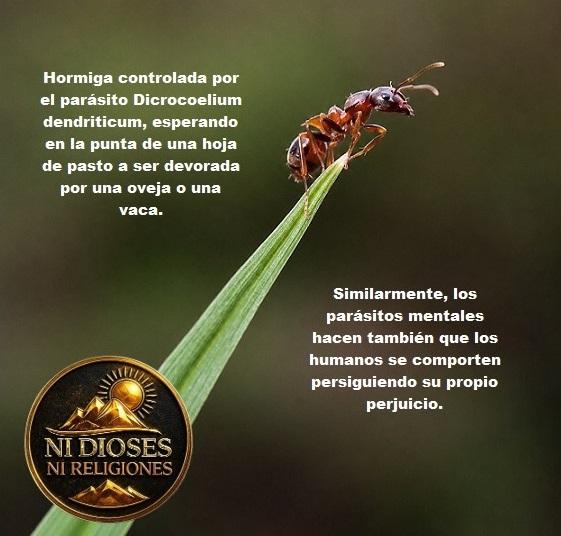 Hormiga controlada por
el parásito Dicrocoelium
dendriticum, esperando
en la punta de una hoja
de pasto a ser devorada
por una oveja o una
vaca.
Similarmente, los
parásitos mentales
hacen también que los
humanos se comporten
persiguiendo su propio
perjuicio.
NI DIOSES
NI RELIGIONES